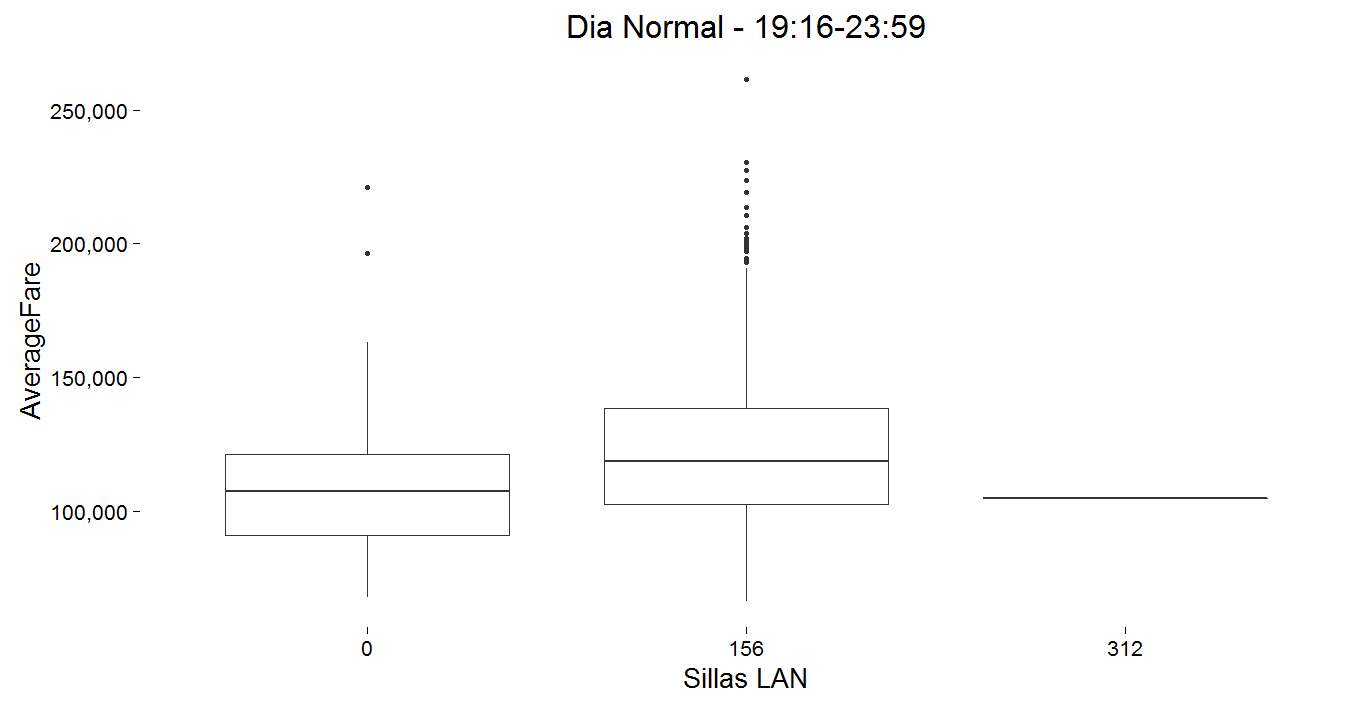 Dia Normal - 19:16-23:59
AverageFare
250,000
200,000
150,000
100,000
0 156 312
Sillas LAN